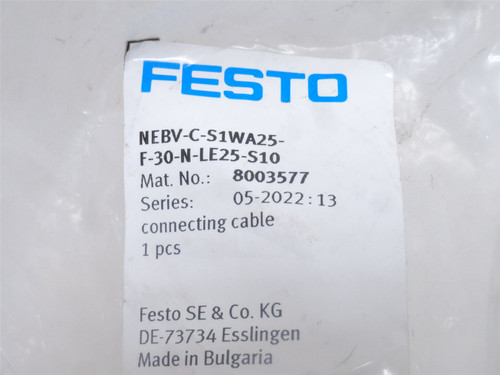 FESTO
NEBV-C-S1WA25-
F-30-N-LE25-S10
Mat. No.: 8003577
Series: 05-2022:13
connecting cable
1 pcs
Festo SE & Co. KG
DE-73734 Esslingen
Made in Bulgaria